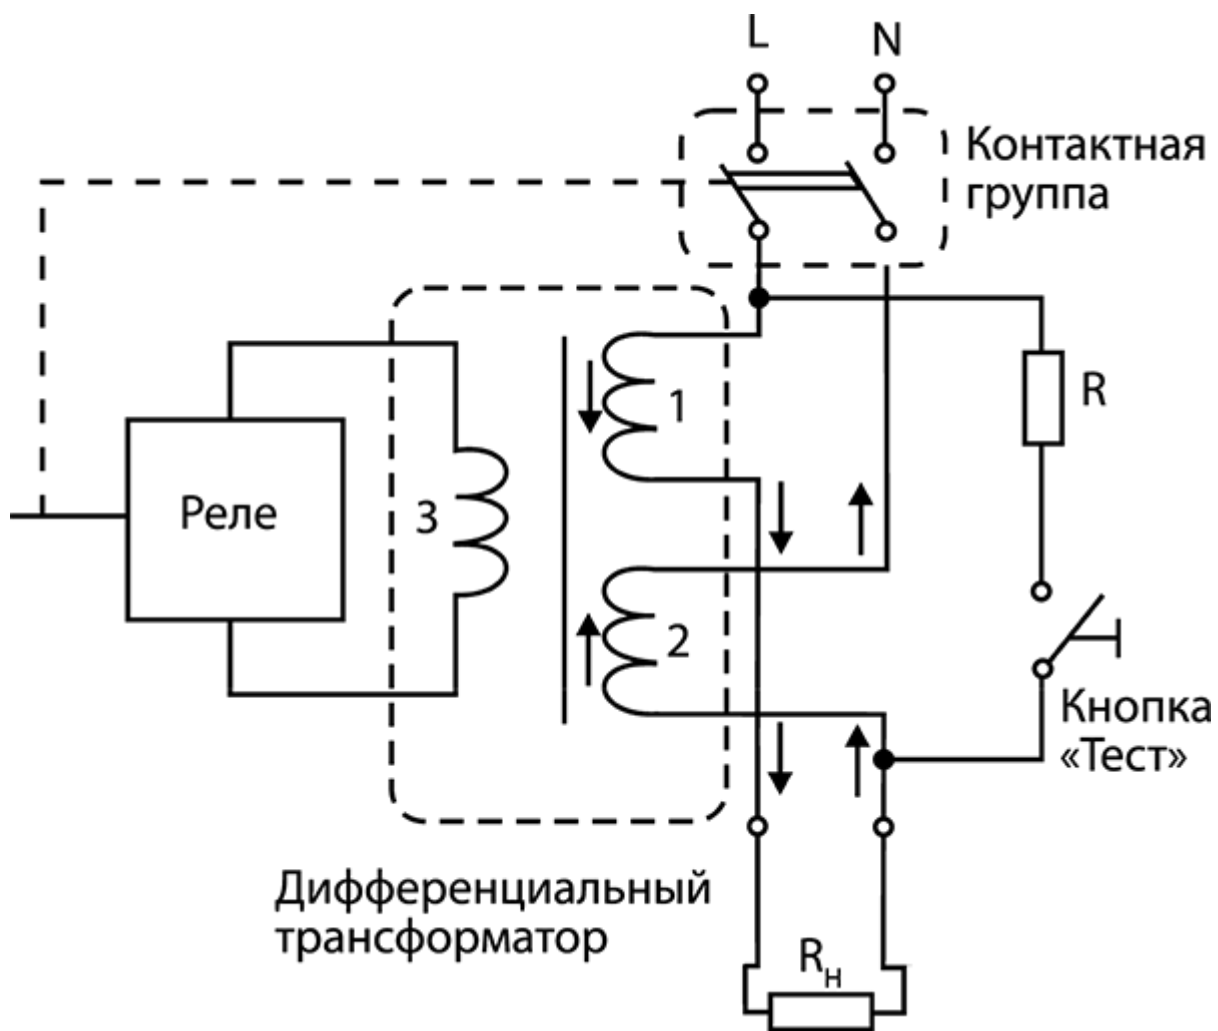 L
N
Контактная
группа
1
R
Реле
3
2
Кнопка
«Тест»
Дифференциальный
трансформатор
Rн